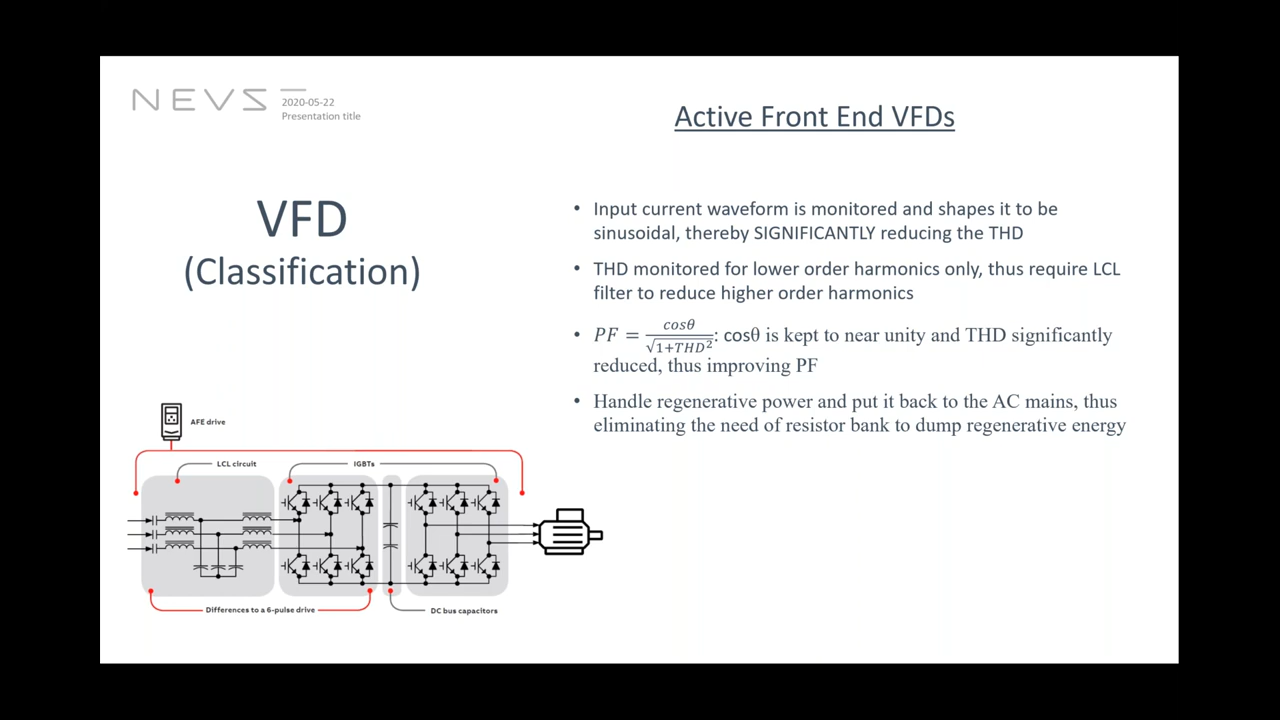 NEVS
2020-05-22
Presentation title
Active Front End VFDs
VFD
(Classification)
• Input current waveform is monitored and shapes it to be
sinusoidal, thereby SIGNIFICANTLY reducing the THD
• THD monitored for lower order harmonics only, thus require LCL
filter to reduce higher order harmonics
• PF = cosθ / √1+THD²: cosθ is kept to near unity and THD significantly
reduced, thus improving PF
• Handle regenerative power and put it back to the AC mains, thus
eliminating the need of resistor bank to dump regenerative energy
AFE drive
LCL circuit
IGBTs
Differences to a 6-pulse drive
DC bus capacitors